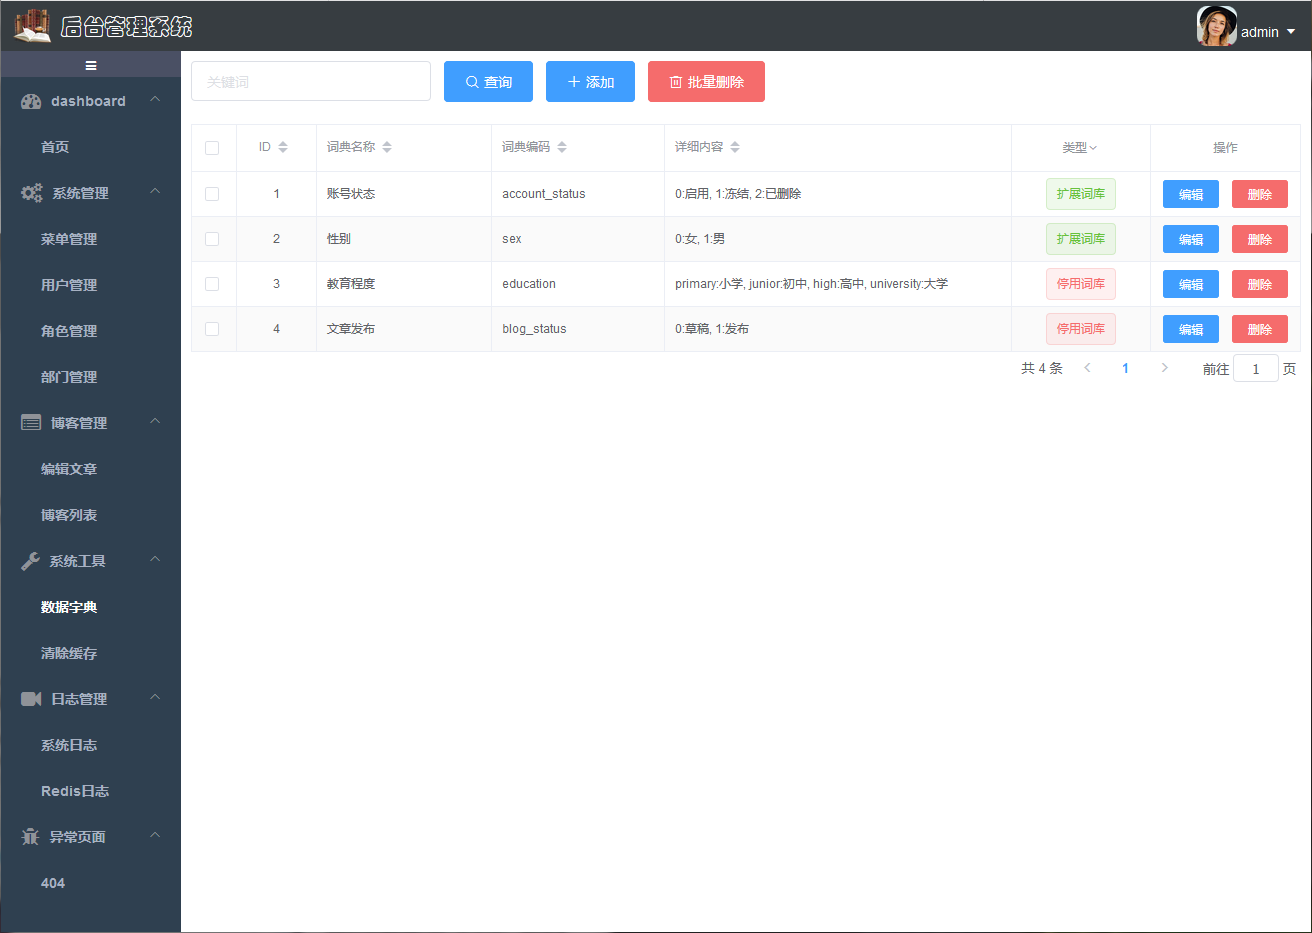 后台管理系统
admin
dashboard
首页
系统管理
菜单管理
用户管理
角色管理
部门管理
博客管理
编辑文章
博客列表
系统工具
数据字典
清除缓存
日志管理
系统日志
Redis日志
异常页面
404
关键词
查询 添加 批量删除
ID 词典名称 词典编码 详细内容 类型 操作
1 账号状态 account_status 0:启用, 1:冻结, 2:已删除 扩展词库 编辑 删除
2 性别 sex 0:女, 1:男 扩展词库 编辑 删除
3 教育程度 education primary:小学, junior:初中, high:高中, university:大学 停用词库 编辑 删除
4 文章发布 blog_status 0:草稿, 1:发布 停用词库 编辑 删除
共 4 条 1 前往 1 页